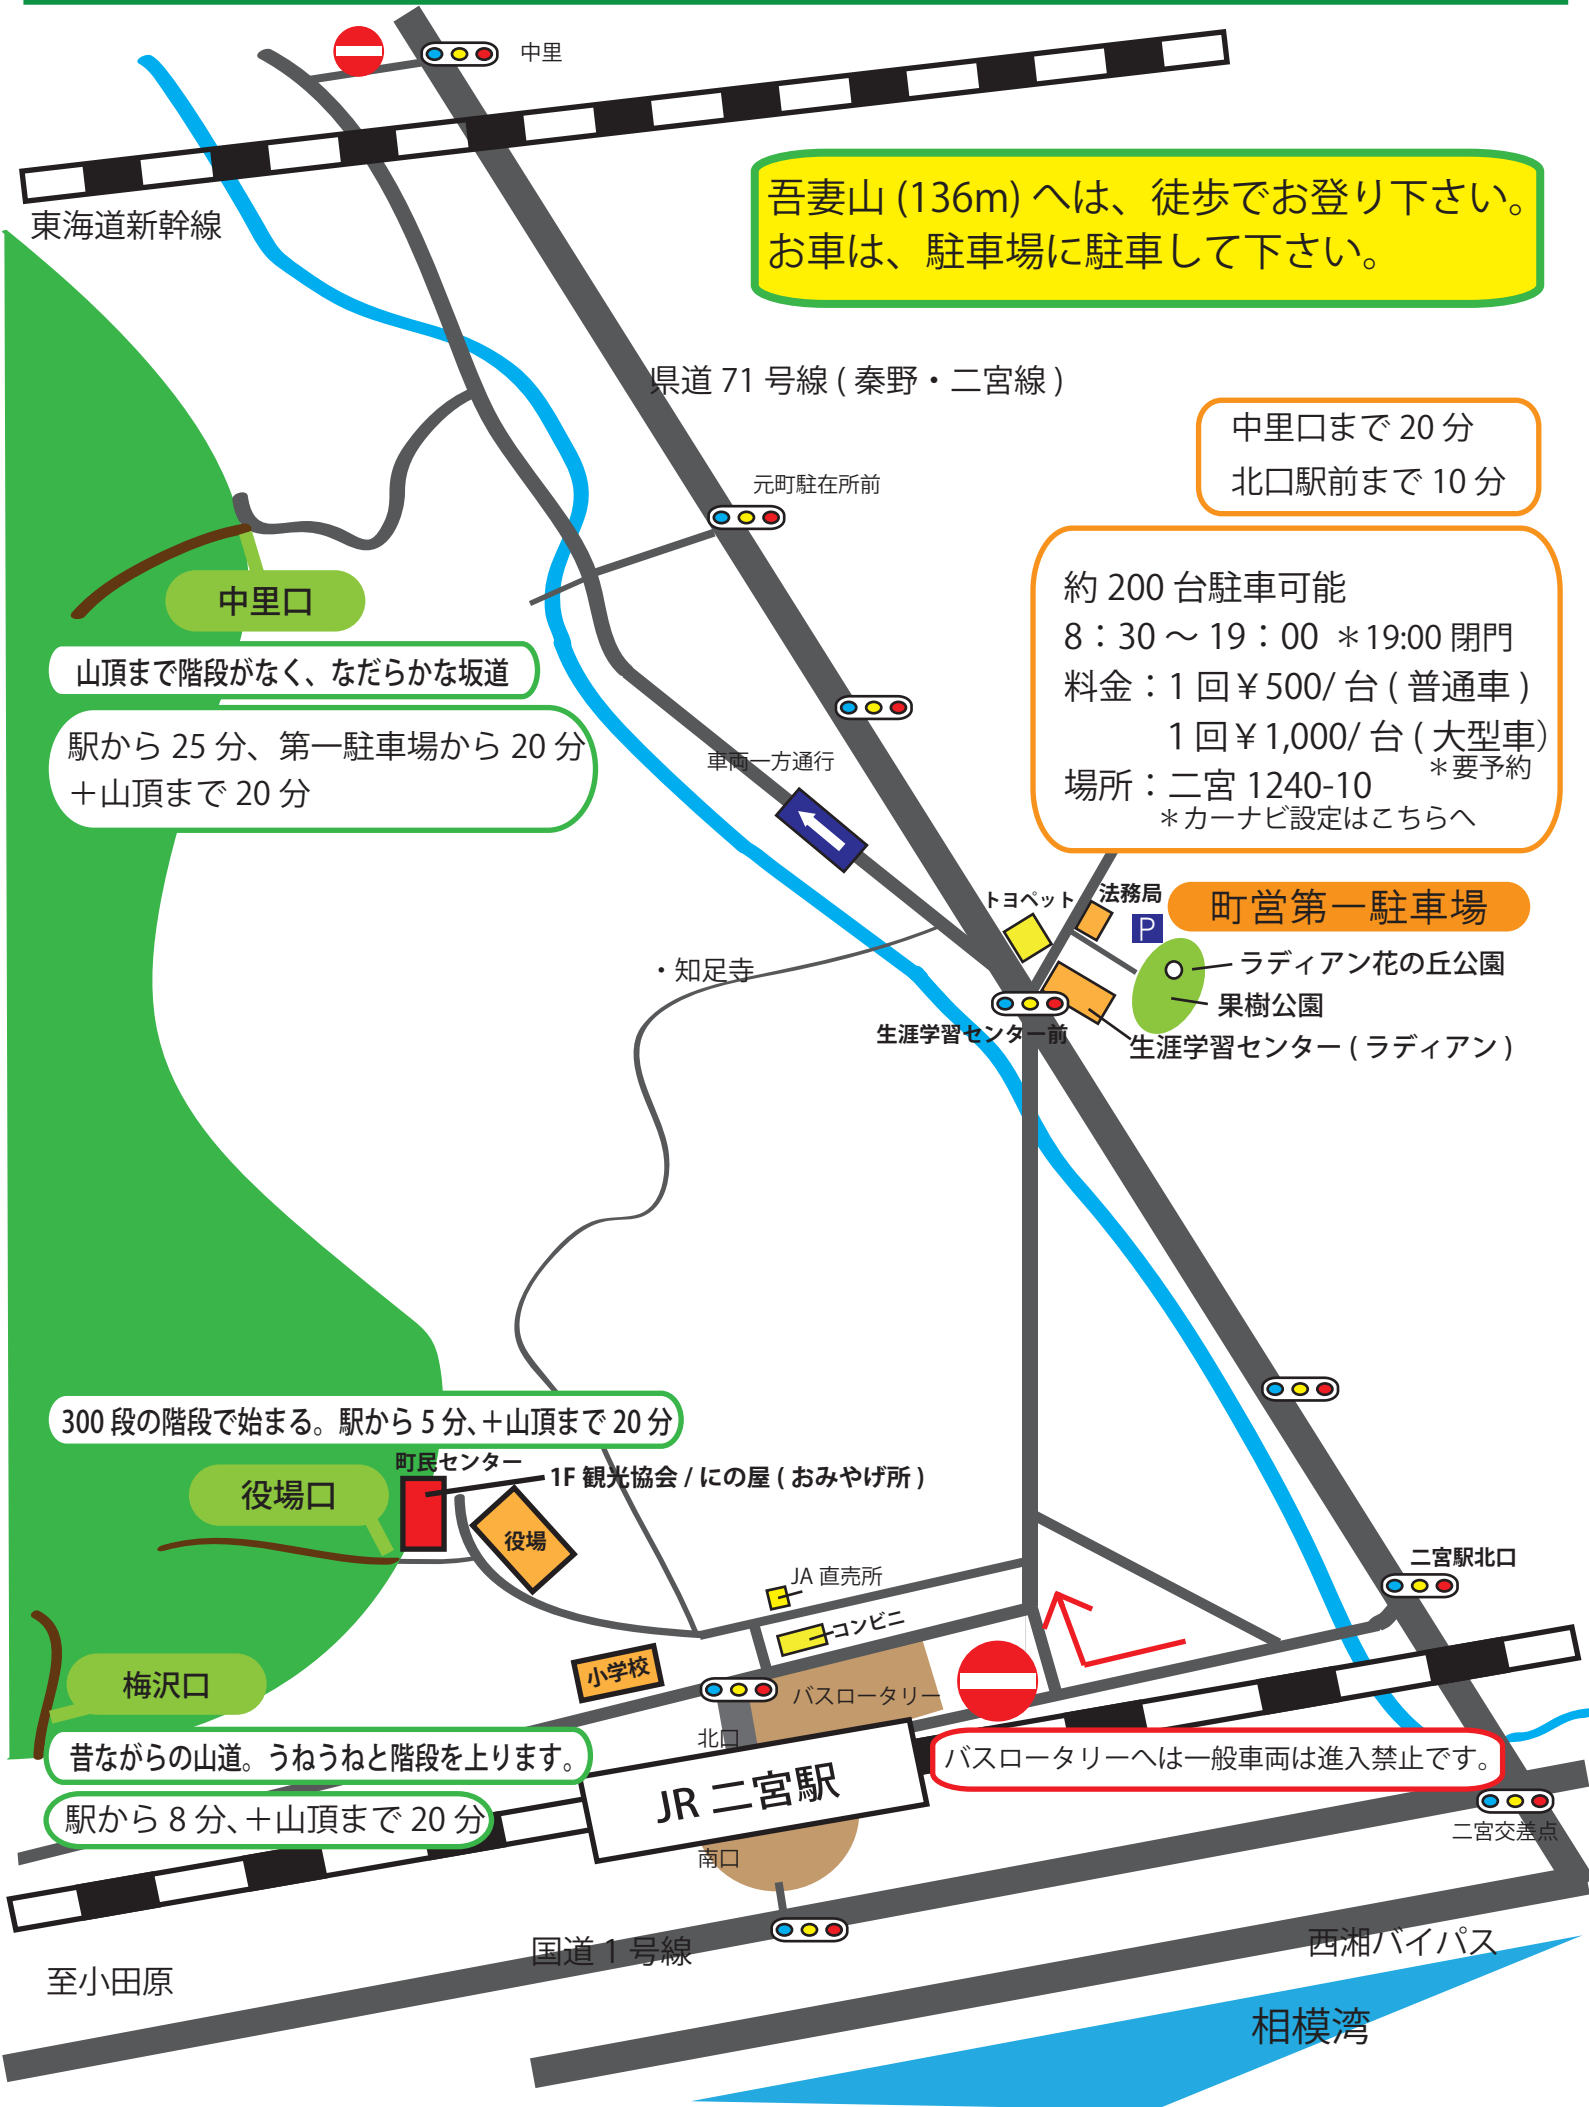 中里
東海道新幹線
吾妻山 (136m) へは、徒歩でお登り下さい。
お車は、駐車場に駐車して下さい。
県道 71 号線 ( 秦野・二宮線 )
中里口まで 20 分
北口駅前まで 10 分
元町駐在所前
約 200 台駐車可能
8：30 ～ 19：00 ＊19:00 閉門
料金：1 回￥500/ 台 ( 普通車 )
1 回￥1,000/ 台 ( 大型車）
＊要予約
場所：二宮 1240-10
＊カーナビ設定はこちらへ
中里口
山頂まで階段がなく、なだらかな坂道
駅から 25 分、第一駐車場から 20 分
＋山頂まで 20 分
車両一方通行
トヨペット
法務局
P
町営第一駐車場
・知足寺
ラディアン花の丘公園
果樹公園
生涯学習センター前
生涯学習センター ( ラディアン )
300 段の階段で始まる。駅から 5 分、＋山頂まで 20 分
町民センター
1F 観光協会 / にの屋 ( おみやげ所 )
役場口
役場
JA 直売所
コンビニ
二宮駅北口
小学校
梅沢口
バスロータリー
北口
昔ながらの山道。うねうねと階段を上ります。
駅から 8 分、＋山頂まで 20 分
JR 二宮駅
バスロータリーへは一般車両は進入禁止です。
二宮交差点
南口
国道 1 号線
西湘バイパス
至小田原
相模湾